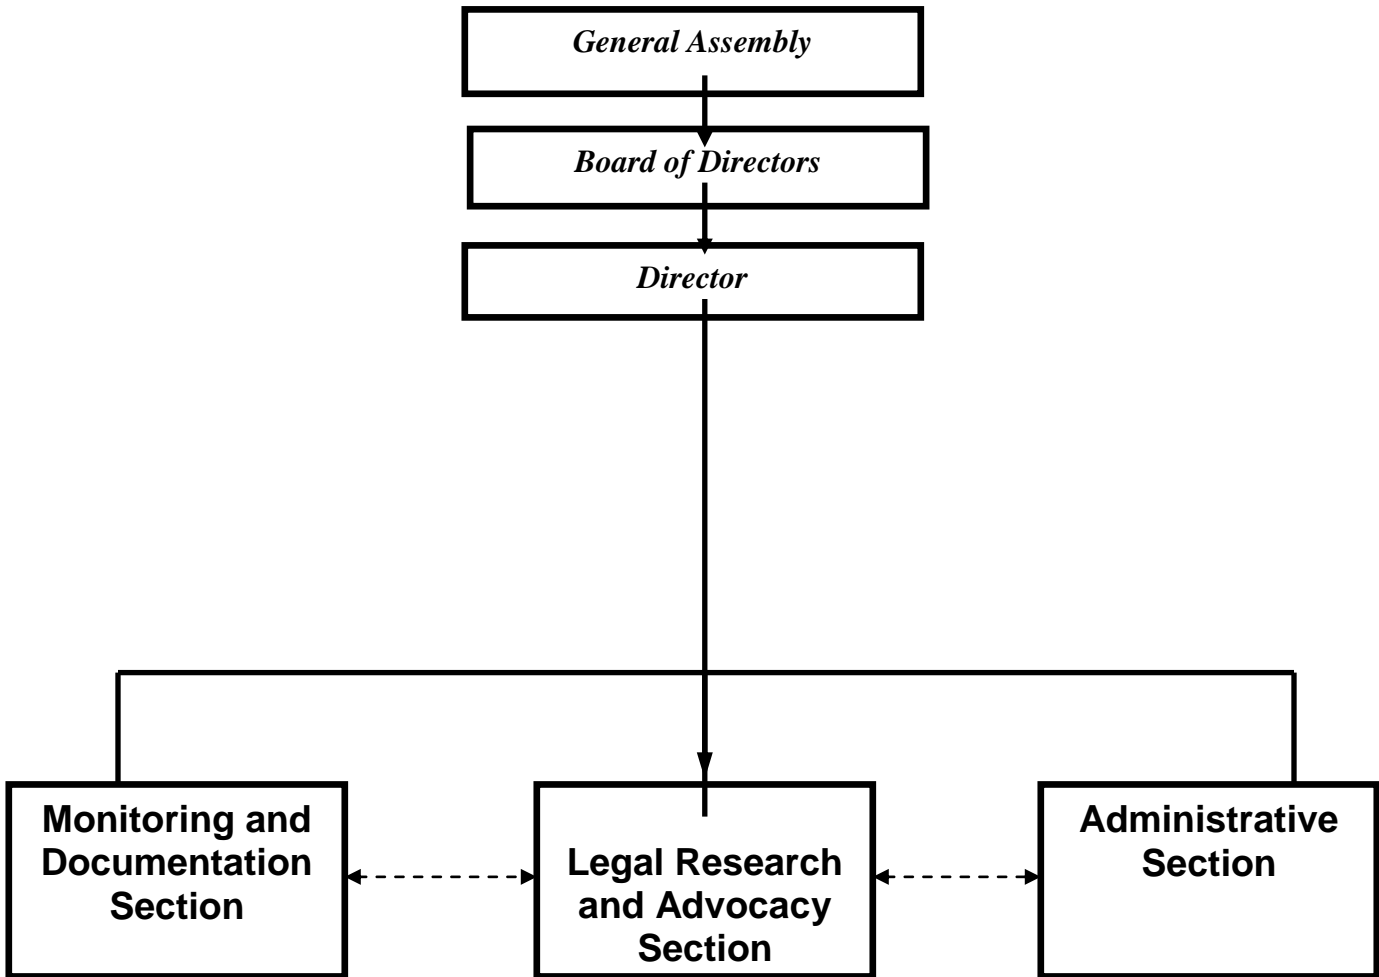 General Assembly
Board of Directors
Director
Monitoring and
Documentation
Section
Legal Research
and Advocacy
Section
Administrative
Section